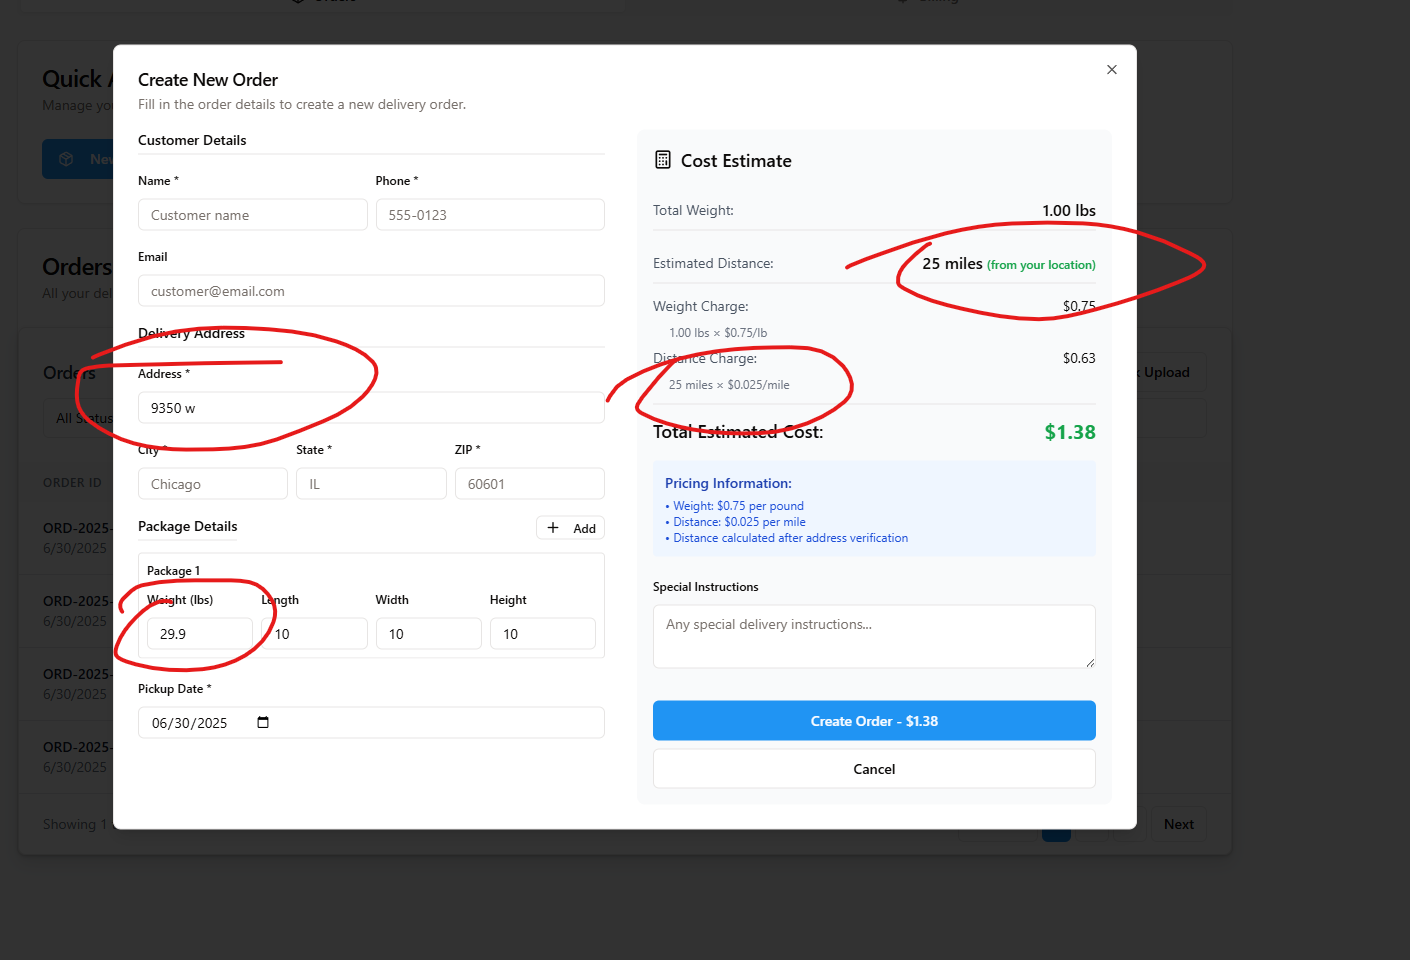 Quick
Manage you
New
Create New Order
Fill in the order details to create a new delivery order.
Customer Details
Name *
Phone *
Customer name
555-0123
Email
customer@email.com
Delivery Address
Address *
9350 w
City *
State *
ZIP *
Chicago
IL
60601
Package Details
Add
Package 1
Weight (lbs)
Length
Width
Height
29.9
10
10
10
Pickup Date *
06/30/2025
Cost Estimate
Total Weight:
1.00 lbs
Estimated Distance:
25 miles (from your location)
Weight Charge:
$0.75
1.00 lbs × $0.75/lb
Distance Charge:
$0.63
25 miles × $0.025/mile
Total Estimated Cost:
$1.38
Pricing Information:
• Weight: $0.75 per pound
• Distance: $0.025 per mile
• Distance calculated after address verification
Special Instructions
Any special delivery instructions...
Create Order - $1.38
Cancel
Orders
All your del
Orders
Upload
All Status
ORDER ID
ORD-2025-
6/30/2025
ORD-2025-
6/30/2025
ORD-2025-
6/30/2025
ORD-2025-
6/30/2025
Showing 1
Next